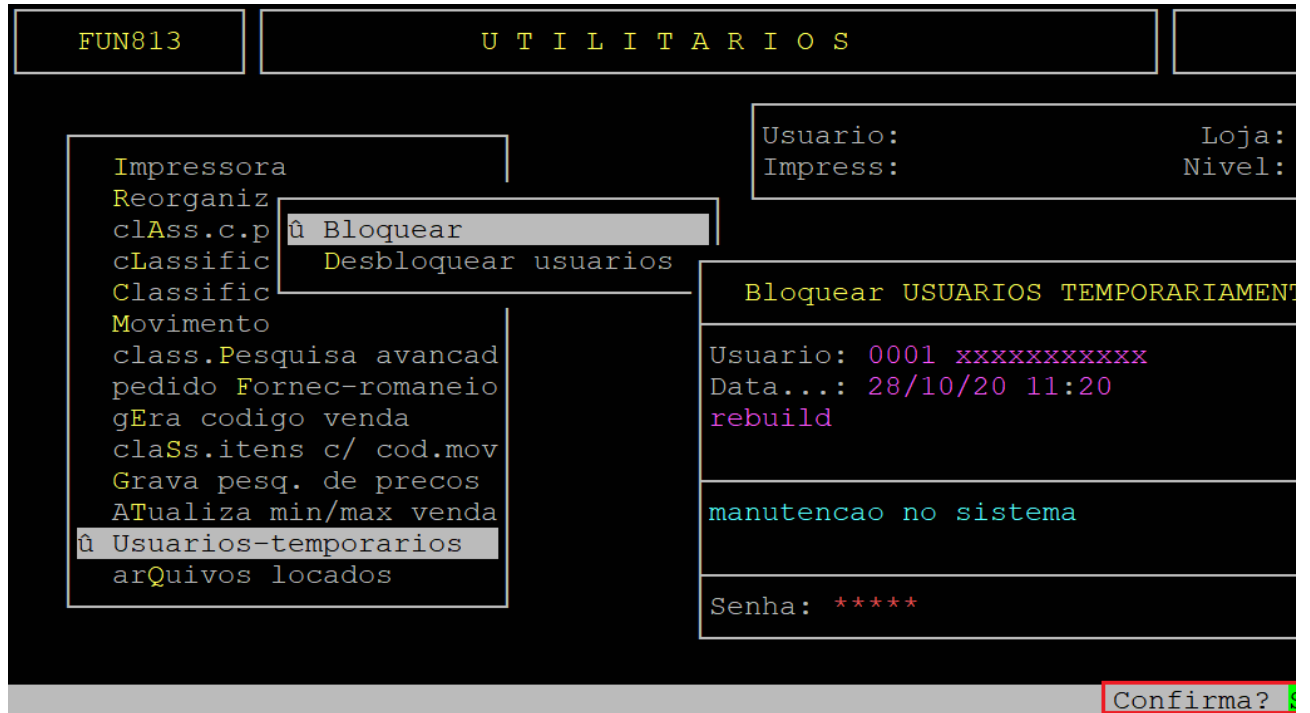 FUN813
U T I L I T A R I O S
Usuario: Loja:
Impress: Nivel:
Impressora
Reorganiz
clAss.c.p
cLassific
Classific
Movimento
class.Pesquisa avancad
pedido Fornec-romaneio
gEra codigo venda
claSs.itens c/ cod.mov
Grava pesq. de precos
ATualiza min/max venda
û Usuarios-temporarios
arQuivos locados
û Bloquear
Desbloquear usuarios
Bloquear USUARIOS TEMPORARIAMENT
Usuario: 0001 xxxxxxxxxxx
Data...: 28/10/20 11:20
rebuild
manutencao no sistema
Senha: *****
Confirma? S